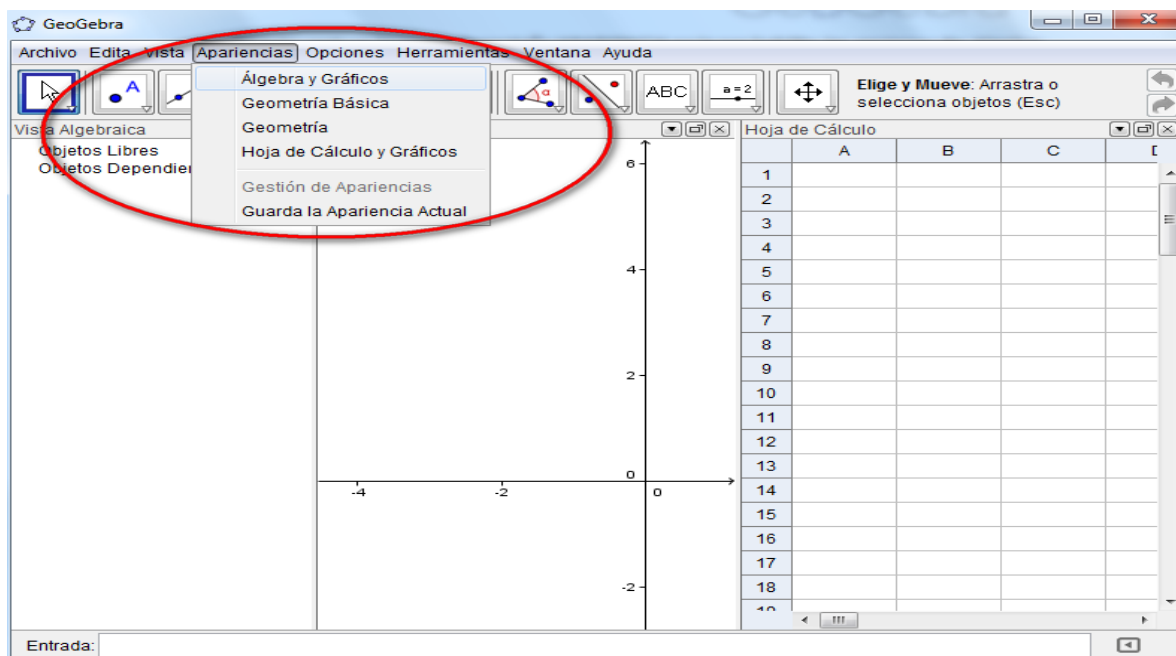 GeoGebra
Archivo Edita Vista Apariencias Opciones Herramientas Ventana Ayuda
Álgebra y Gráficos
Geometría Básica
Geometría
Hoja de Cálculo y Gráficos
Gestión de Apariencias
Guarda la Apariencia Actual
A
α
ABC
a=2
Elige y Mueve: Arrastra o
selecciona objetos (Esc)
Vista Algebraica
Objetos Libres
Objetos Dependien
6
4
2
0
-4 -2 0
-2
Hoja de Cálculo
A B C
1
2
3
4
5
6
7
8
9
10
11
12
13
14
15
16
17
18
Entrada: